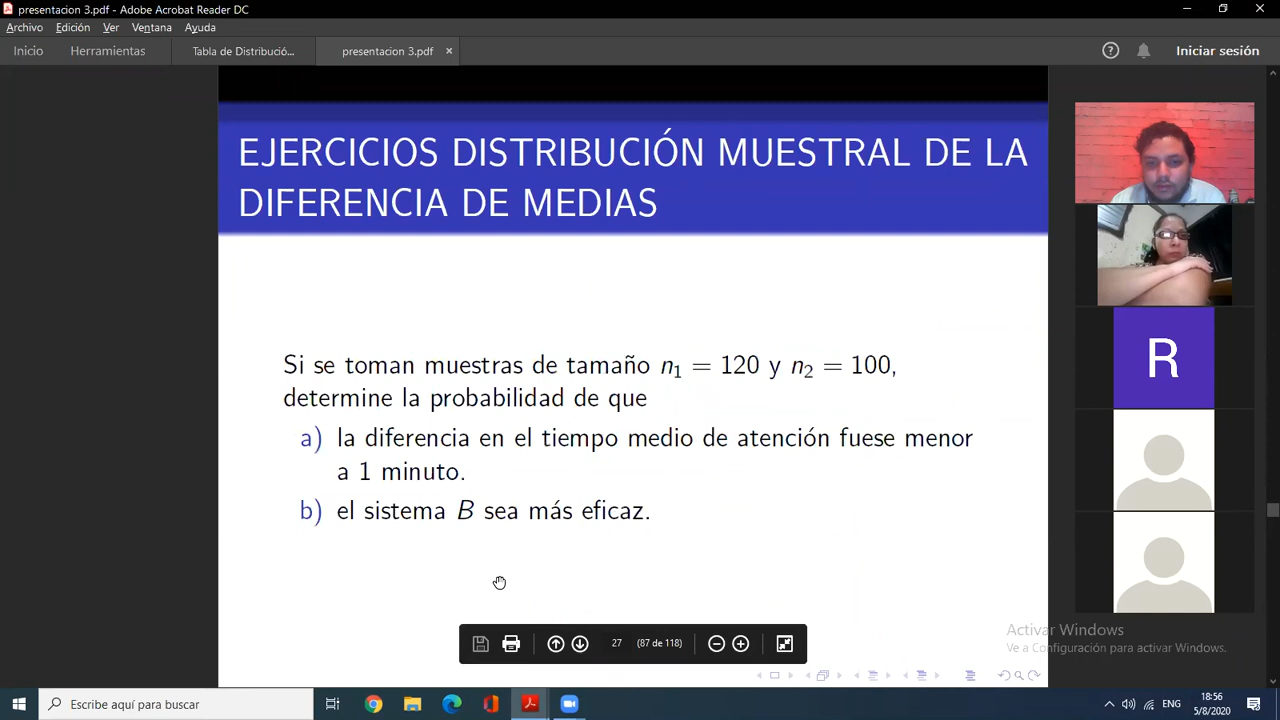 presentacion 3.pdf - Adobe Acrobat Reader DC
Archivo Edición Ver Ventana Ayuda
Inicio Herramientas Tabla de Distribució... presentacion 3.pdf × Iniciar sesión
EJERCICIOS DISTRIBUCIÓN MUESTRAL DE LA
DIFERENCIA DE MEDIAS
Si se toman muestras de tamaño n₁ = 120 y n₂ = 100,
determine la probabilidad de que
a) la diferencia en el tiempo medio de atención fuese menor
a 1 minuto.
b) el sistema B sea más eficaz.
R
27 (87 de 118)
Activar Windows
Ve a Configuración para activar Windows.
Escribe aquí para buscar
ENG
18:56
5/8/2020